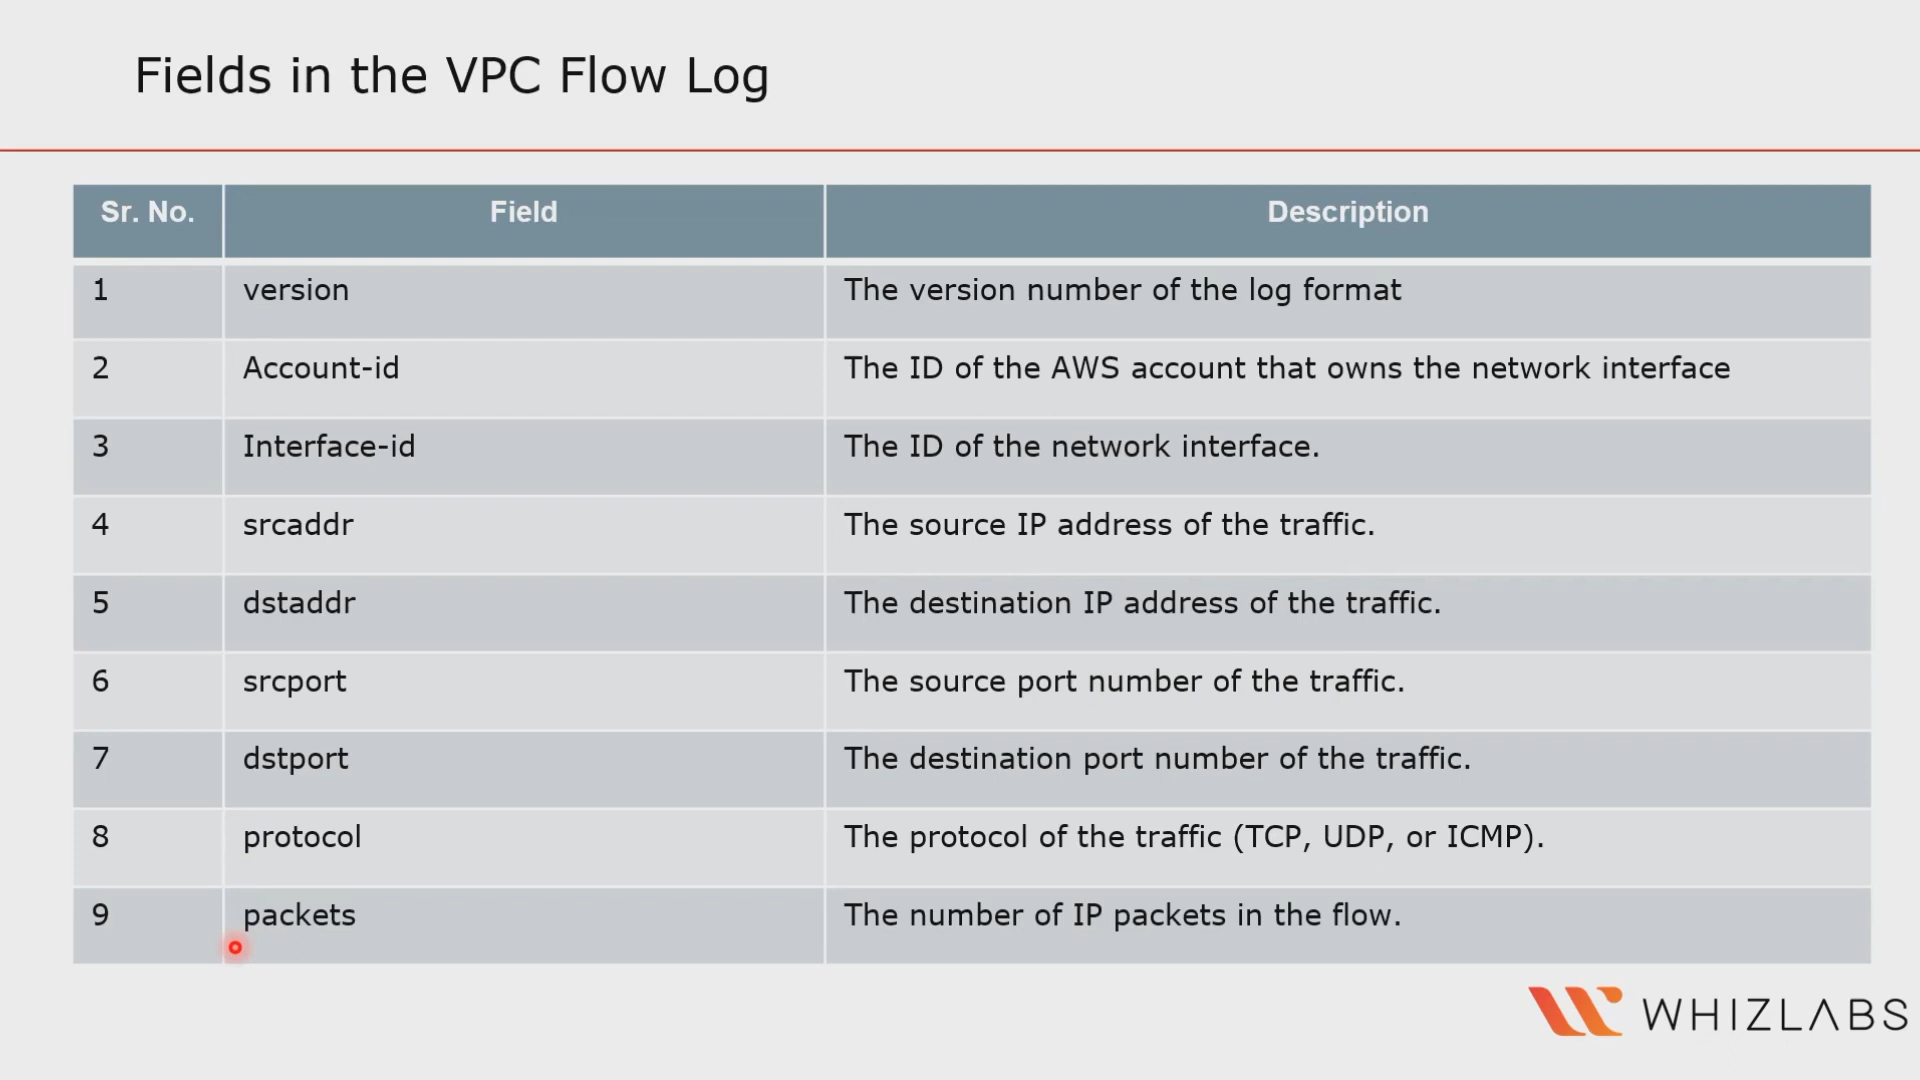 Fields in the VPC Flow Log
Sr. No. Field Description
1 version The version number of the log format
2 Account-id The ID of the AWS account that owns the network interface
3 Interface-id The ID of the network interface.
4 srcaddr The source IP address of the traffic.
5 dstaddr The destination IP address of the traffic.
6 srcport The source port number of the traffic.
7 dstport The destination port number of the traffic.
8 protocol The protocol of the traffic (TCP, UDP, or ICMP).
9 packets The number of IP packets in the flow.
WHIZLABS